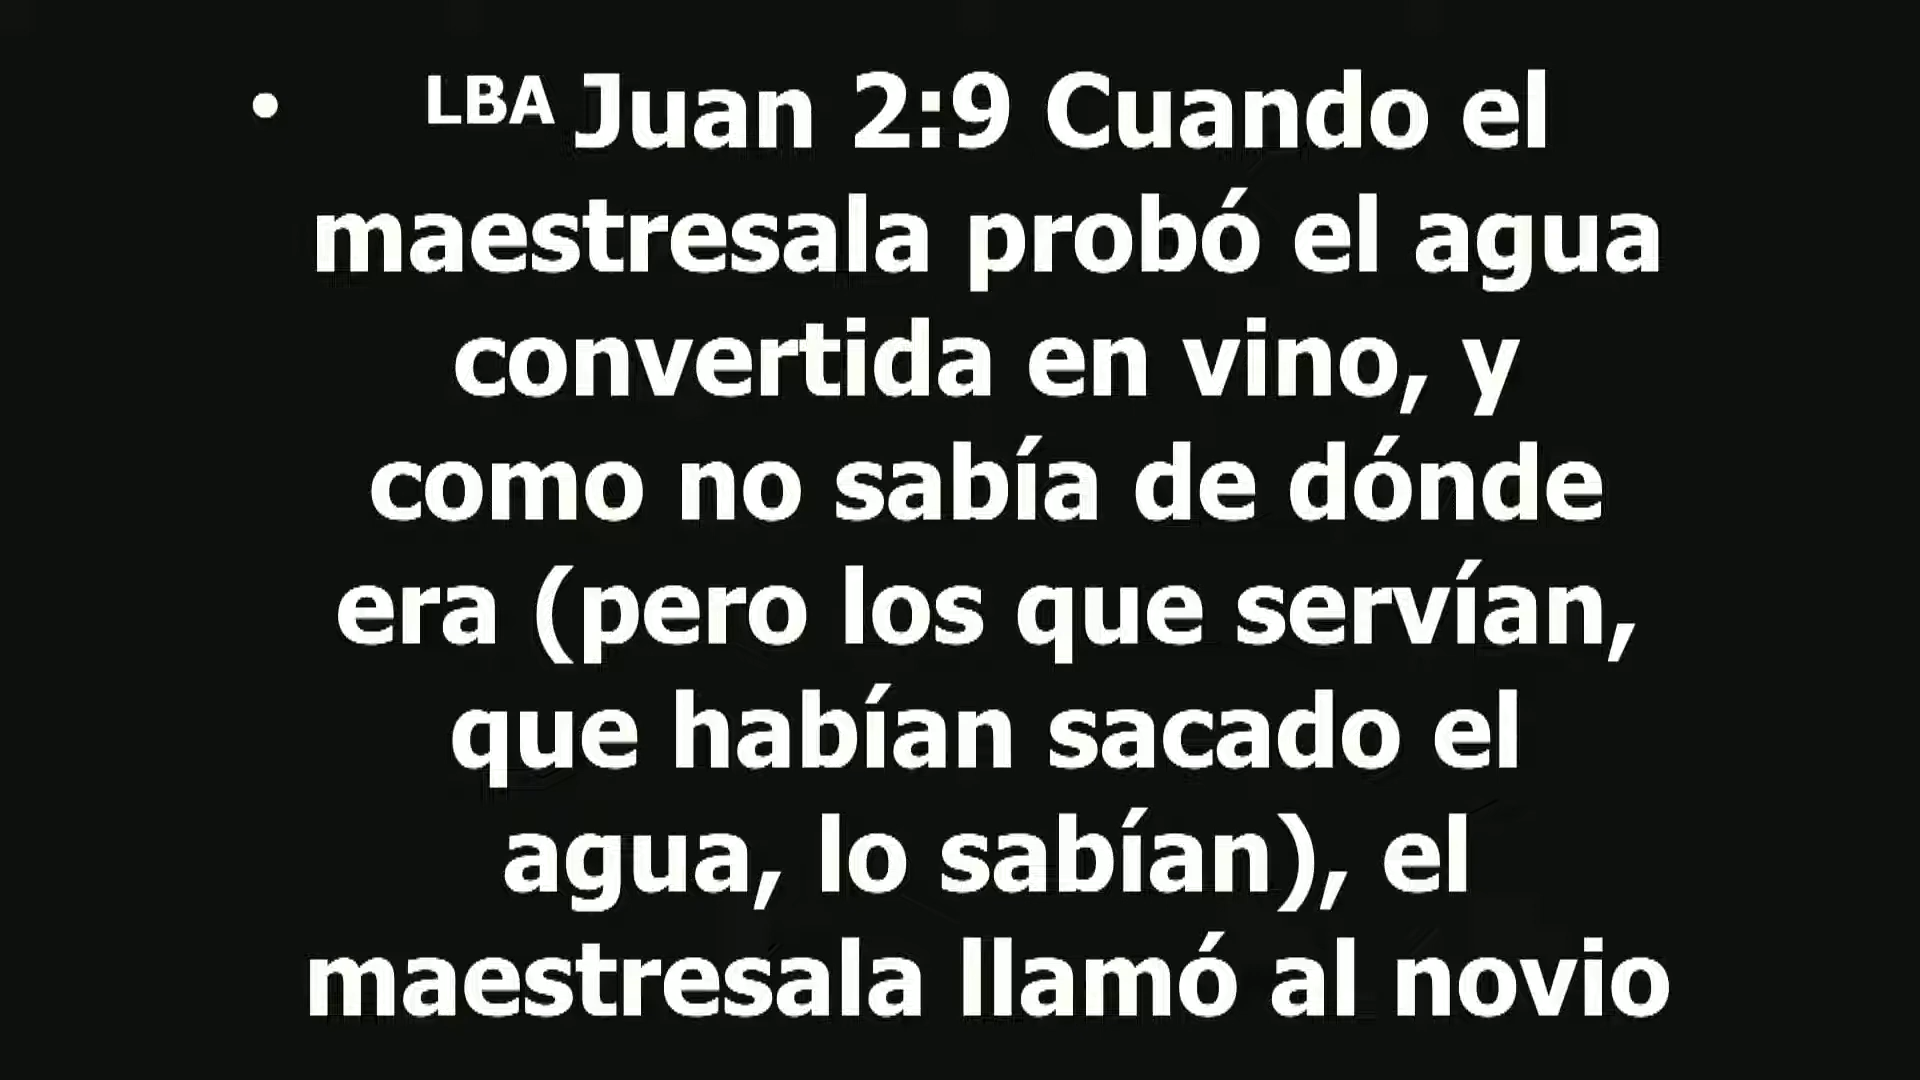 • LBA Juan 2:9 Cuando el
maestresala probó el agua
convertida en vino, y
como no sabía de dónde
era (pero los que servían,
que habían sacado el
agua, lo sabían), el
maestresala llamó al novio